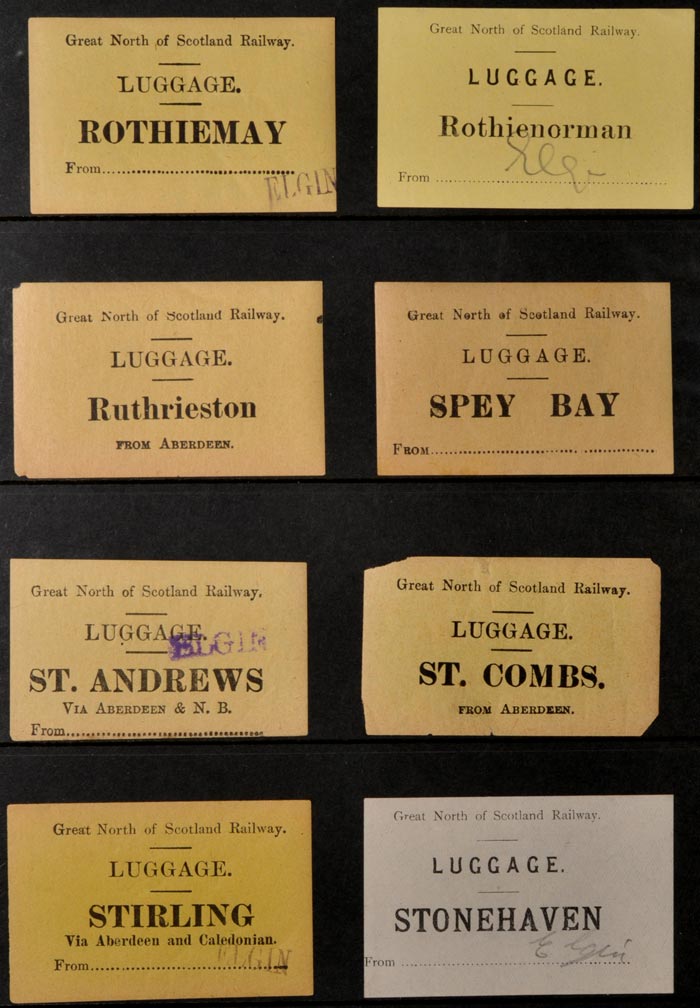 Great North of Scotland Railway.
LUGGAGE.
ROTHIEMAY
From
ELGIN
Great North of Scotland Railway.
LUGGAGE.
Rothienorman
Elgin
From
Great North of Scotland Railway.
LUGGAGE.
Ruthrieston
FROM ABERDEEN.
Great North of Scotland Railway.
LUGGAGE.
SPEY BAY
FROM
Great North of Scotland Railway.
LUGGAGE.
ELGIN
ST. ANDREWS
VIA ABERDEEN & N. B.
From
Great North of Scotland Railway.
LUGGAGE.
ST. COMBS.
FROM ABERDEEN.
Great North of Scotland Railway.
LUGGAGE.
STIRLING
Via Aberdeen and Caledonian.
From
ELGIN
Great North of Scotland Railway.
LUGGAGE.
STONEHAVEN
From
Elgin